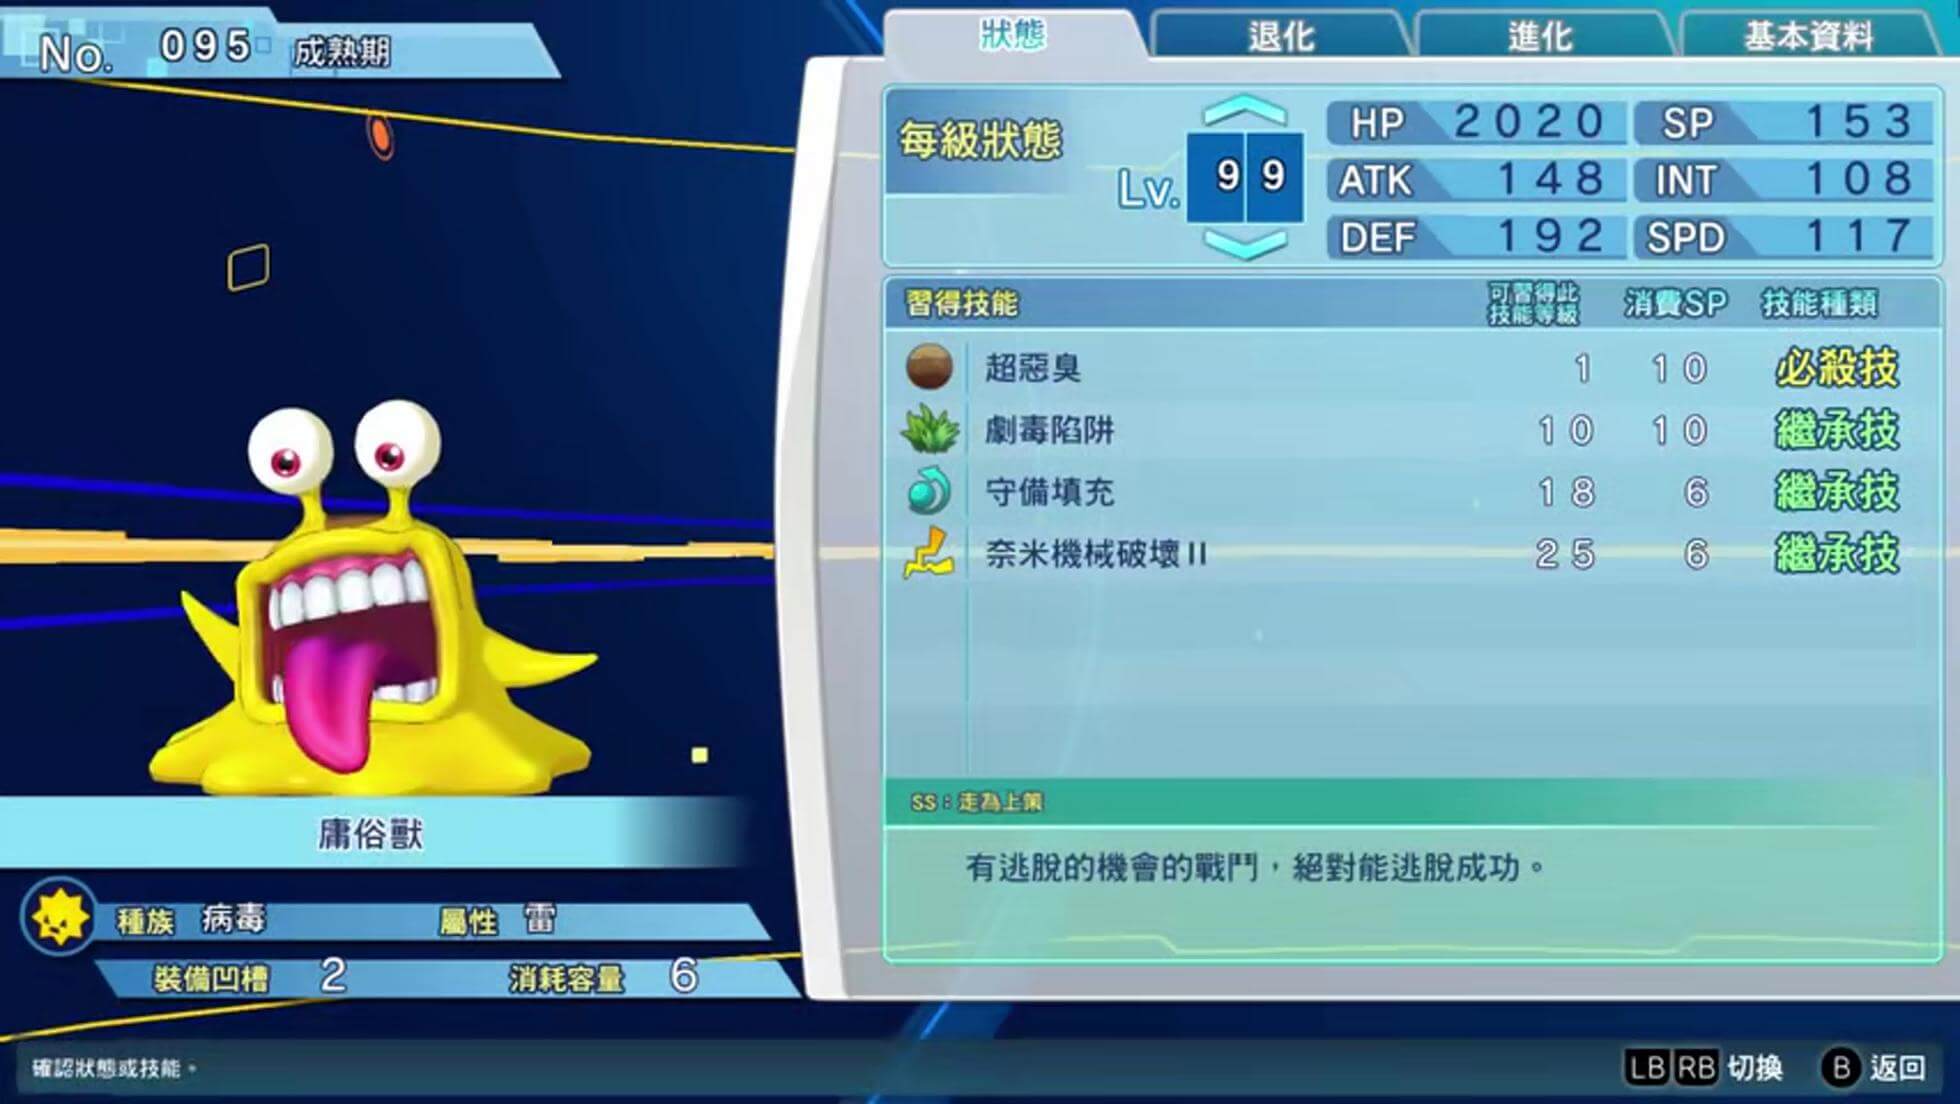 No. 095 成熟期
狀態 退化 進化 基本資料
每級狀態
Lv. 99
HP 2020 SP 153
ATK 148 INT 108
DEF 192 SPD 117
習得技能 可習得此技能等級 消費SP 技能種類
超惡臭 1 10 必殺技
劇毒陷阱 10 10 繼承技
守備填充 18 6 繼承技
奈米機械破壞II 25 6 繼承技
SS：走為上策
有逃脫的機會的戰鬥，絕對能逃脫成功。
庸俗獸
種族 病毒 屬性 雷
裝備凹槽 2 消耗容量 6
確認狀態或技能。
LB RB 切換 B 返回